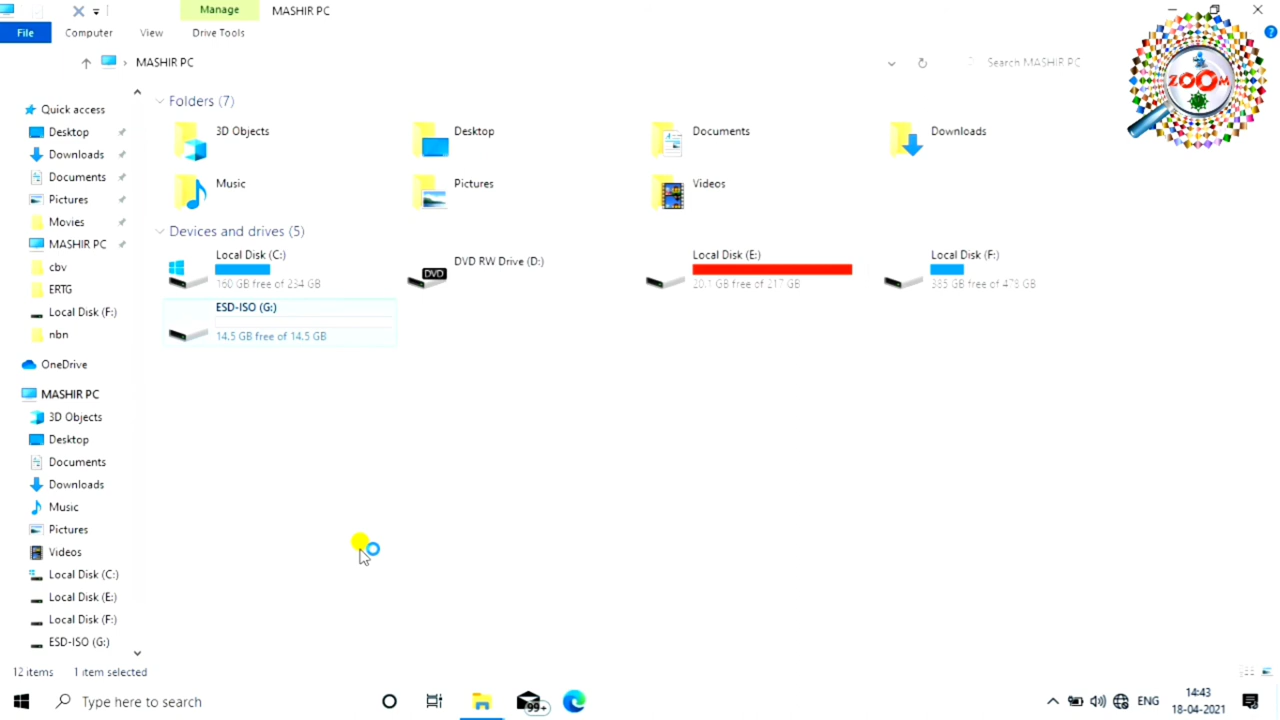 Manage
MASHIR PC
File
Computer
View
Drive Tools
MASHIR PC
Search MASHIR PC
ZOOM
Quick access
Desktop
Downloads
Documents
Pictures
Movies
MASHIR PC
cbv
ERTG
Local Disk (F:)
nbn
OneDrive
MASHIR PC
3D Objects
Desktop
Documents
Downloads
Music
Pictures
Videos
Local Disk (C:)
Local Disk (E:)
Local Disk (F:)
ESD-ISO (G:)
Folders (7)
3D Objects
Desktop
Documents
Downloads
Music
Pictures
Videos
Devices and drives (5)
Local Disk (C:)
160 GB free of 234 GB
DVD
DVD RW Drive (D:)
Local Disk (E:)
20.1 GB free of 217 GB
Local Disk (F:)
385 GB free of 478 GB
ESD-ISO (G:)
14.5 GB free of 14.5 GB
12 items
1 item selected
Type here to search
99+
ENG
14:43
18-04-2021